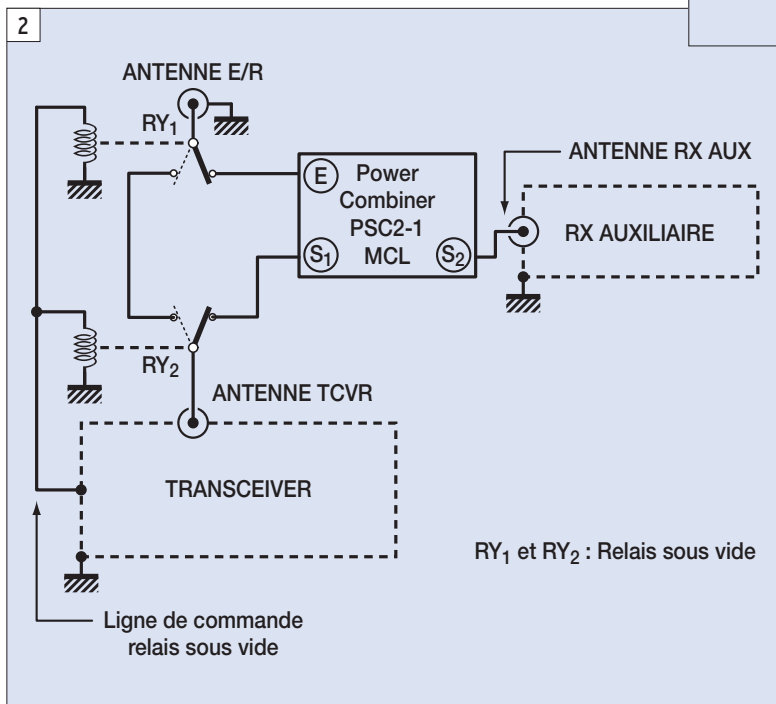 2
ANTENNE E/R
RY1
E
Power
Combiner
PSC2-1
MCL
S1
S2
ANTENNE RX AUX
RX AUXILIAIRE
RY2
ANTENNE TCVR
TRANSCEIVER
RY1 et RY2 : Relais sous vide
Ligne de commande
relais sous vide